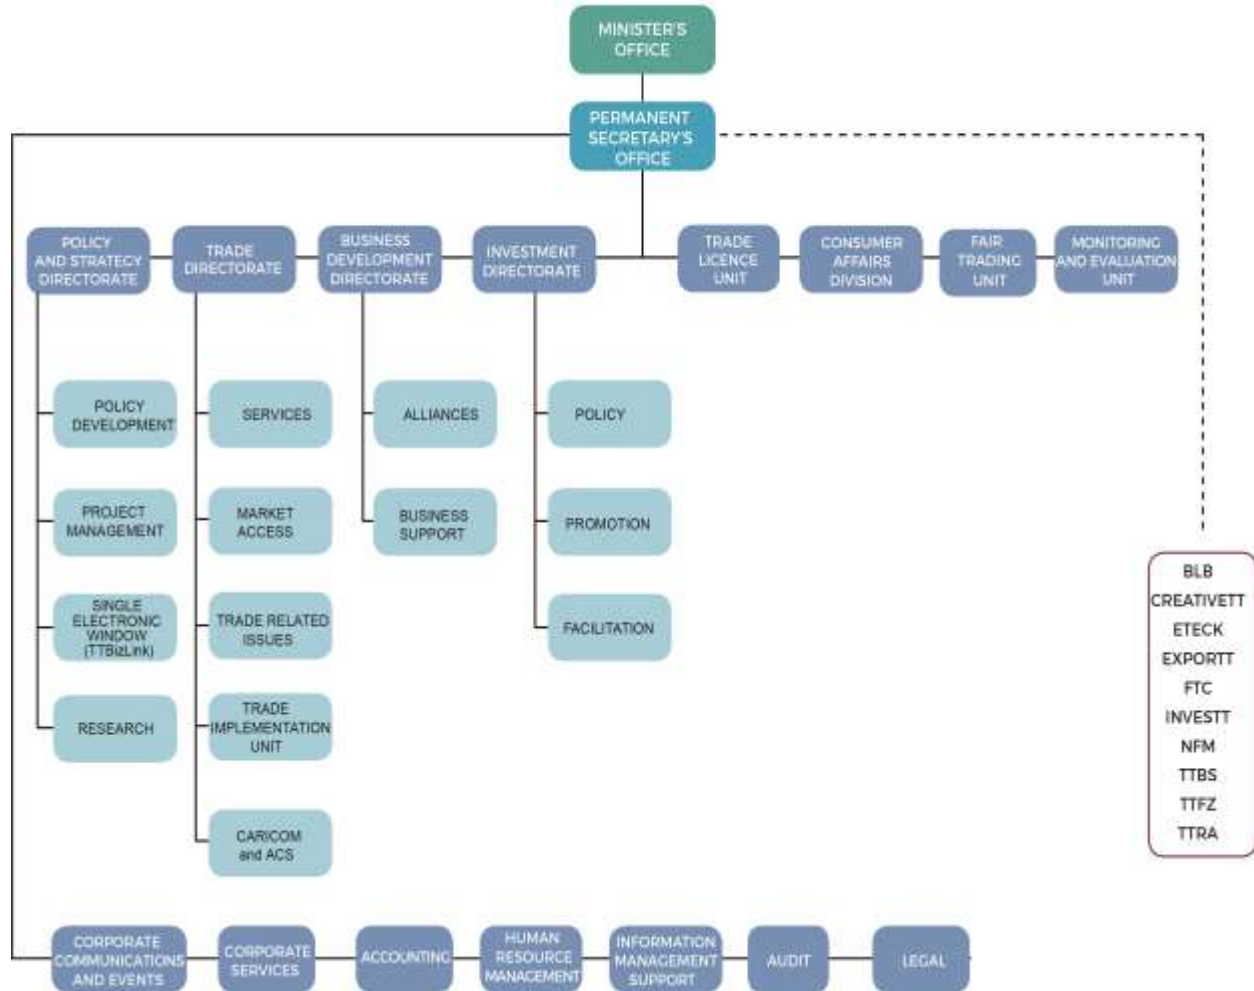 MINISTER'S
OFFICE
PERMANENT
SECRETARY'S
OFFICE
POLICY
AND STRATEGY
DIRECTORATE
TRADE
DIRECTORATE
BUSINESS
DEVELOPMENT
DIRECTORATE
INVESTMENT
DIRECTORATE
TRADE
LICENCE
UNIT
CONSUMER
AFFAIRS
DIVISION
FAIR
TRADING
UNIT
MONITORING
AND EVALUATION
UNIT
POLICY
DEVELOPMENT
PROJECT
MANAGEMENT
SINGLE
ELECTRONIC
WINDOW
(TTBizLink)
RESEARCH
SERVICES
MARKET
ACCESS
TRADE RELATED
ISSUES
TRADE
IMPLEMENTATION
UNIT
CARICOM
and ACS
ALLIANCES
BUSINESS
SUPPORT
POLICY
PROMOTION
FACILITATION
BLB
CREATIVETT
ETECK
EXPORTT
FTC
INVESTT
NFM
TTBS
TTFZ
TTRA
CORPORATE
COMMUNICATIONS
AND EVENTS
CORPORATE
SERVICES
ACCOUNTING
HUMAN
RESOURCE
MANAGEMENT
INFORMATION
MANAGEMENT
SUPPORT
AUDIT
LEGAL